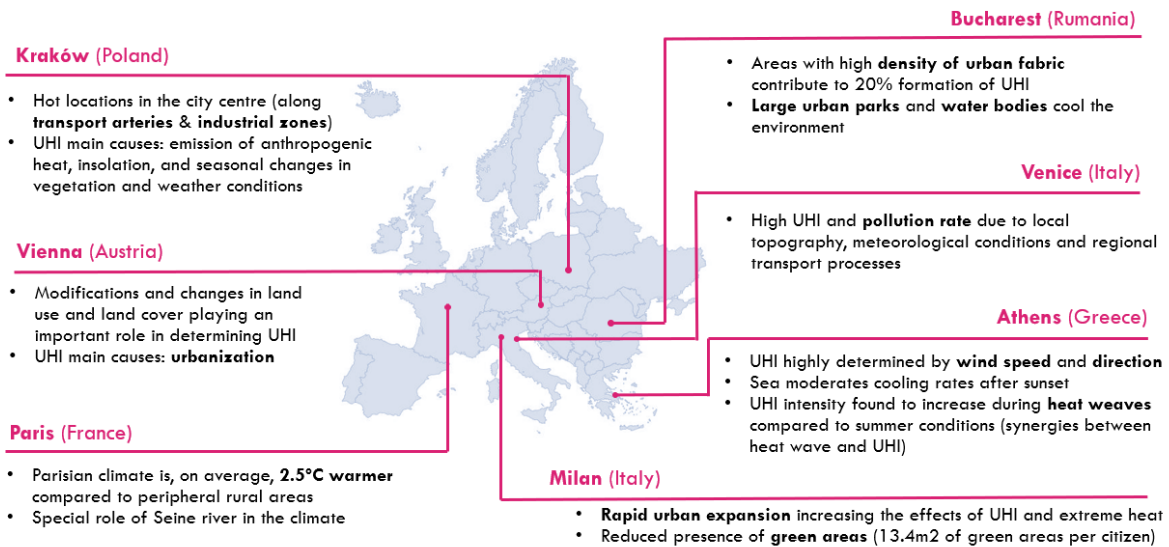 Kraków (Poland)
• Hot locations in the city centre (along
transport arteries & industrial zones)
• UHI main causes: emission of anthropogenic
heat, insolation, and seasonal changes in
vegetation and weather conditions
Vienna (Austria)
• Modifications and changes in land
use and land cover playing an
important role in determining UHI
• UHI main causes: urbanization
Paris (France)
• Parisian climate is, on average, 2.5°C warmer
compared to peripheral rural areas
• Special role of Seine river in the climate
Bucharest (Rumania)
• Areas with high density of urban fabric
contribute to 20% formation of UHI
• Large urban parks and water bodies cool the
environment
Venice (Italy)
• High UHI and pollution rate due to local
topography, meteorological conditions and regional
transport processes
Athens (Greece)
• UHI highly determined by wind speed and direction
• Sea moderates cooling rates after sunset
• UHI intensity found to increase during heat weaves
compared to summer conditions (synergies between
heat wave and UHI)
Milan (Italy)
• Rapid urban expansion increasing the effects of UHI and extreme heat
• Reduced presence of green areas (13.4m2 of green areas per citizen)